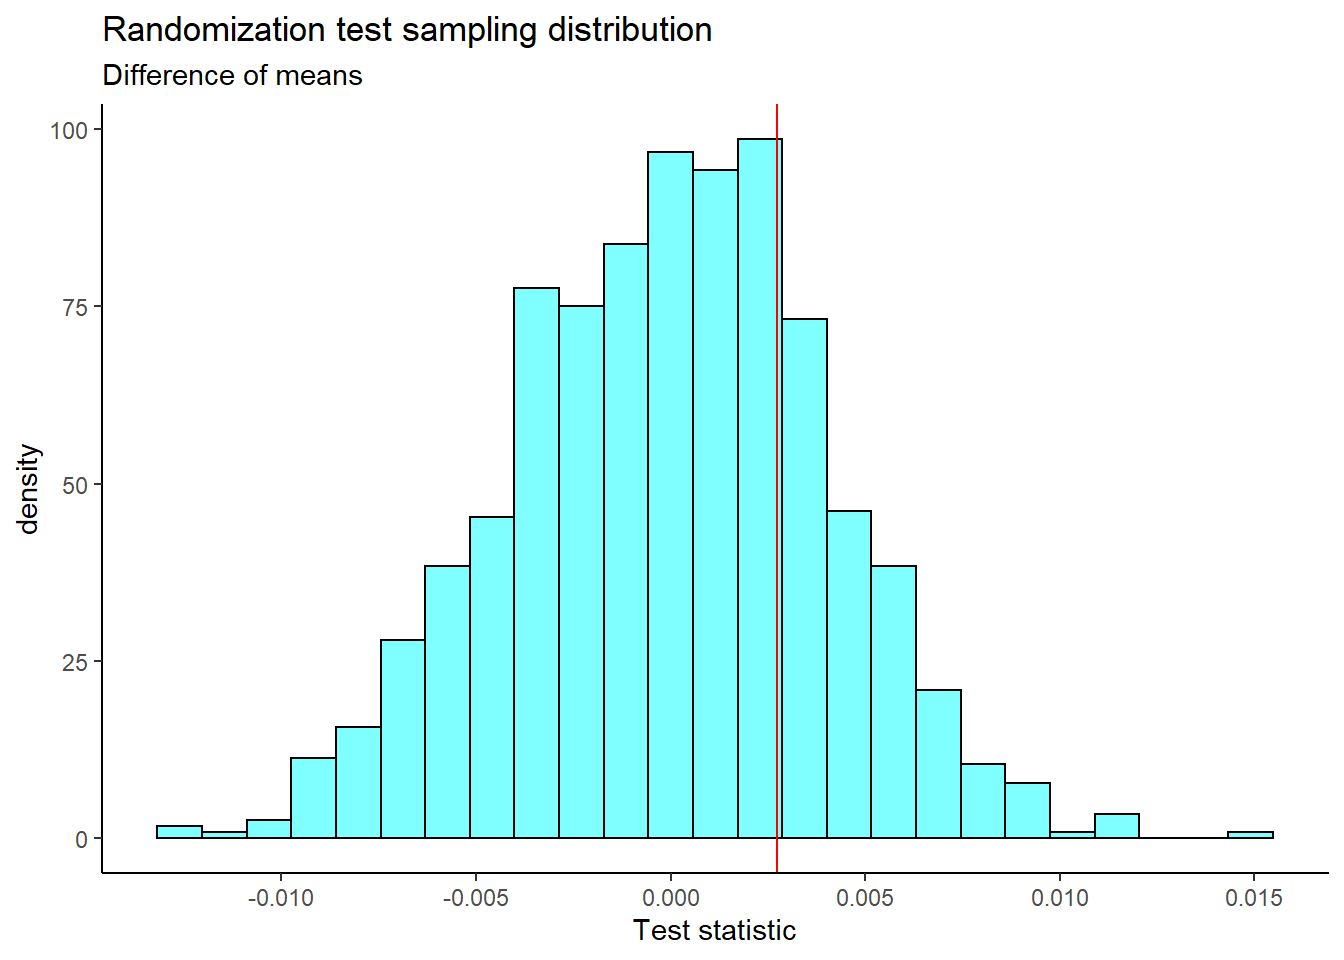 Randomization test sampling distribution
Difference of means
100
75
50
25
0
density
-0.010 -0.005 0.000 0.005 0.010 0.015
Test statistic